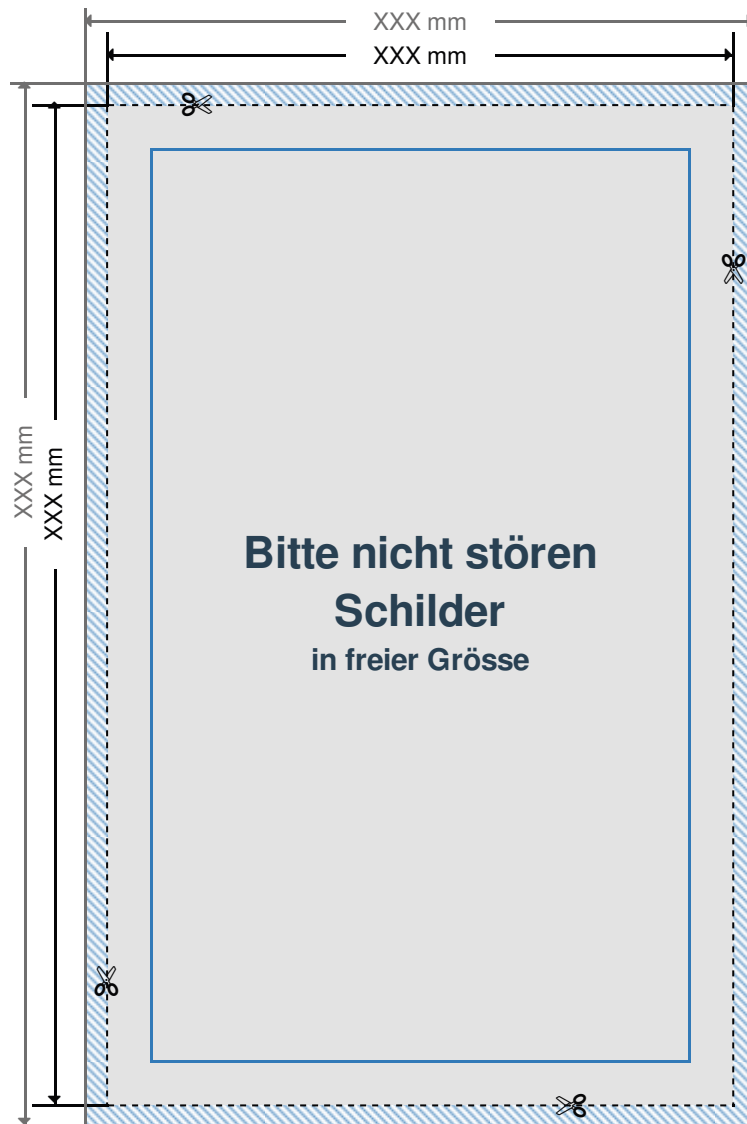 XXX mm
XXX mm
XXX mm
XXX mm
Bitte nicht stören
Schilder
in freier Grösse